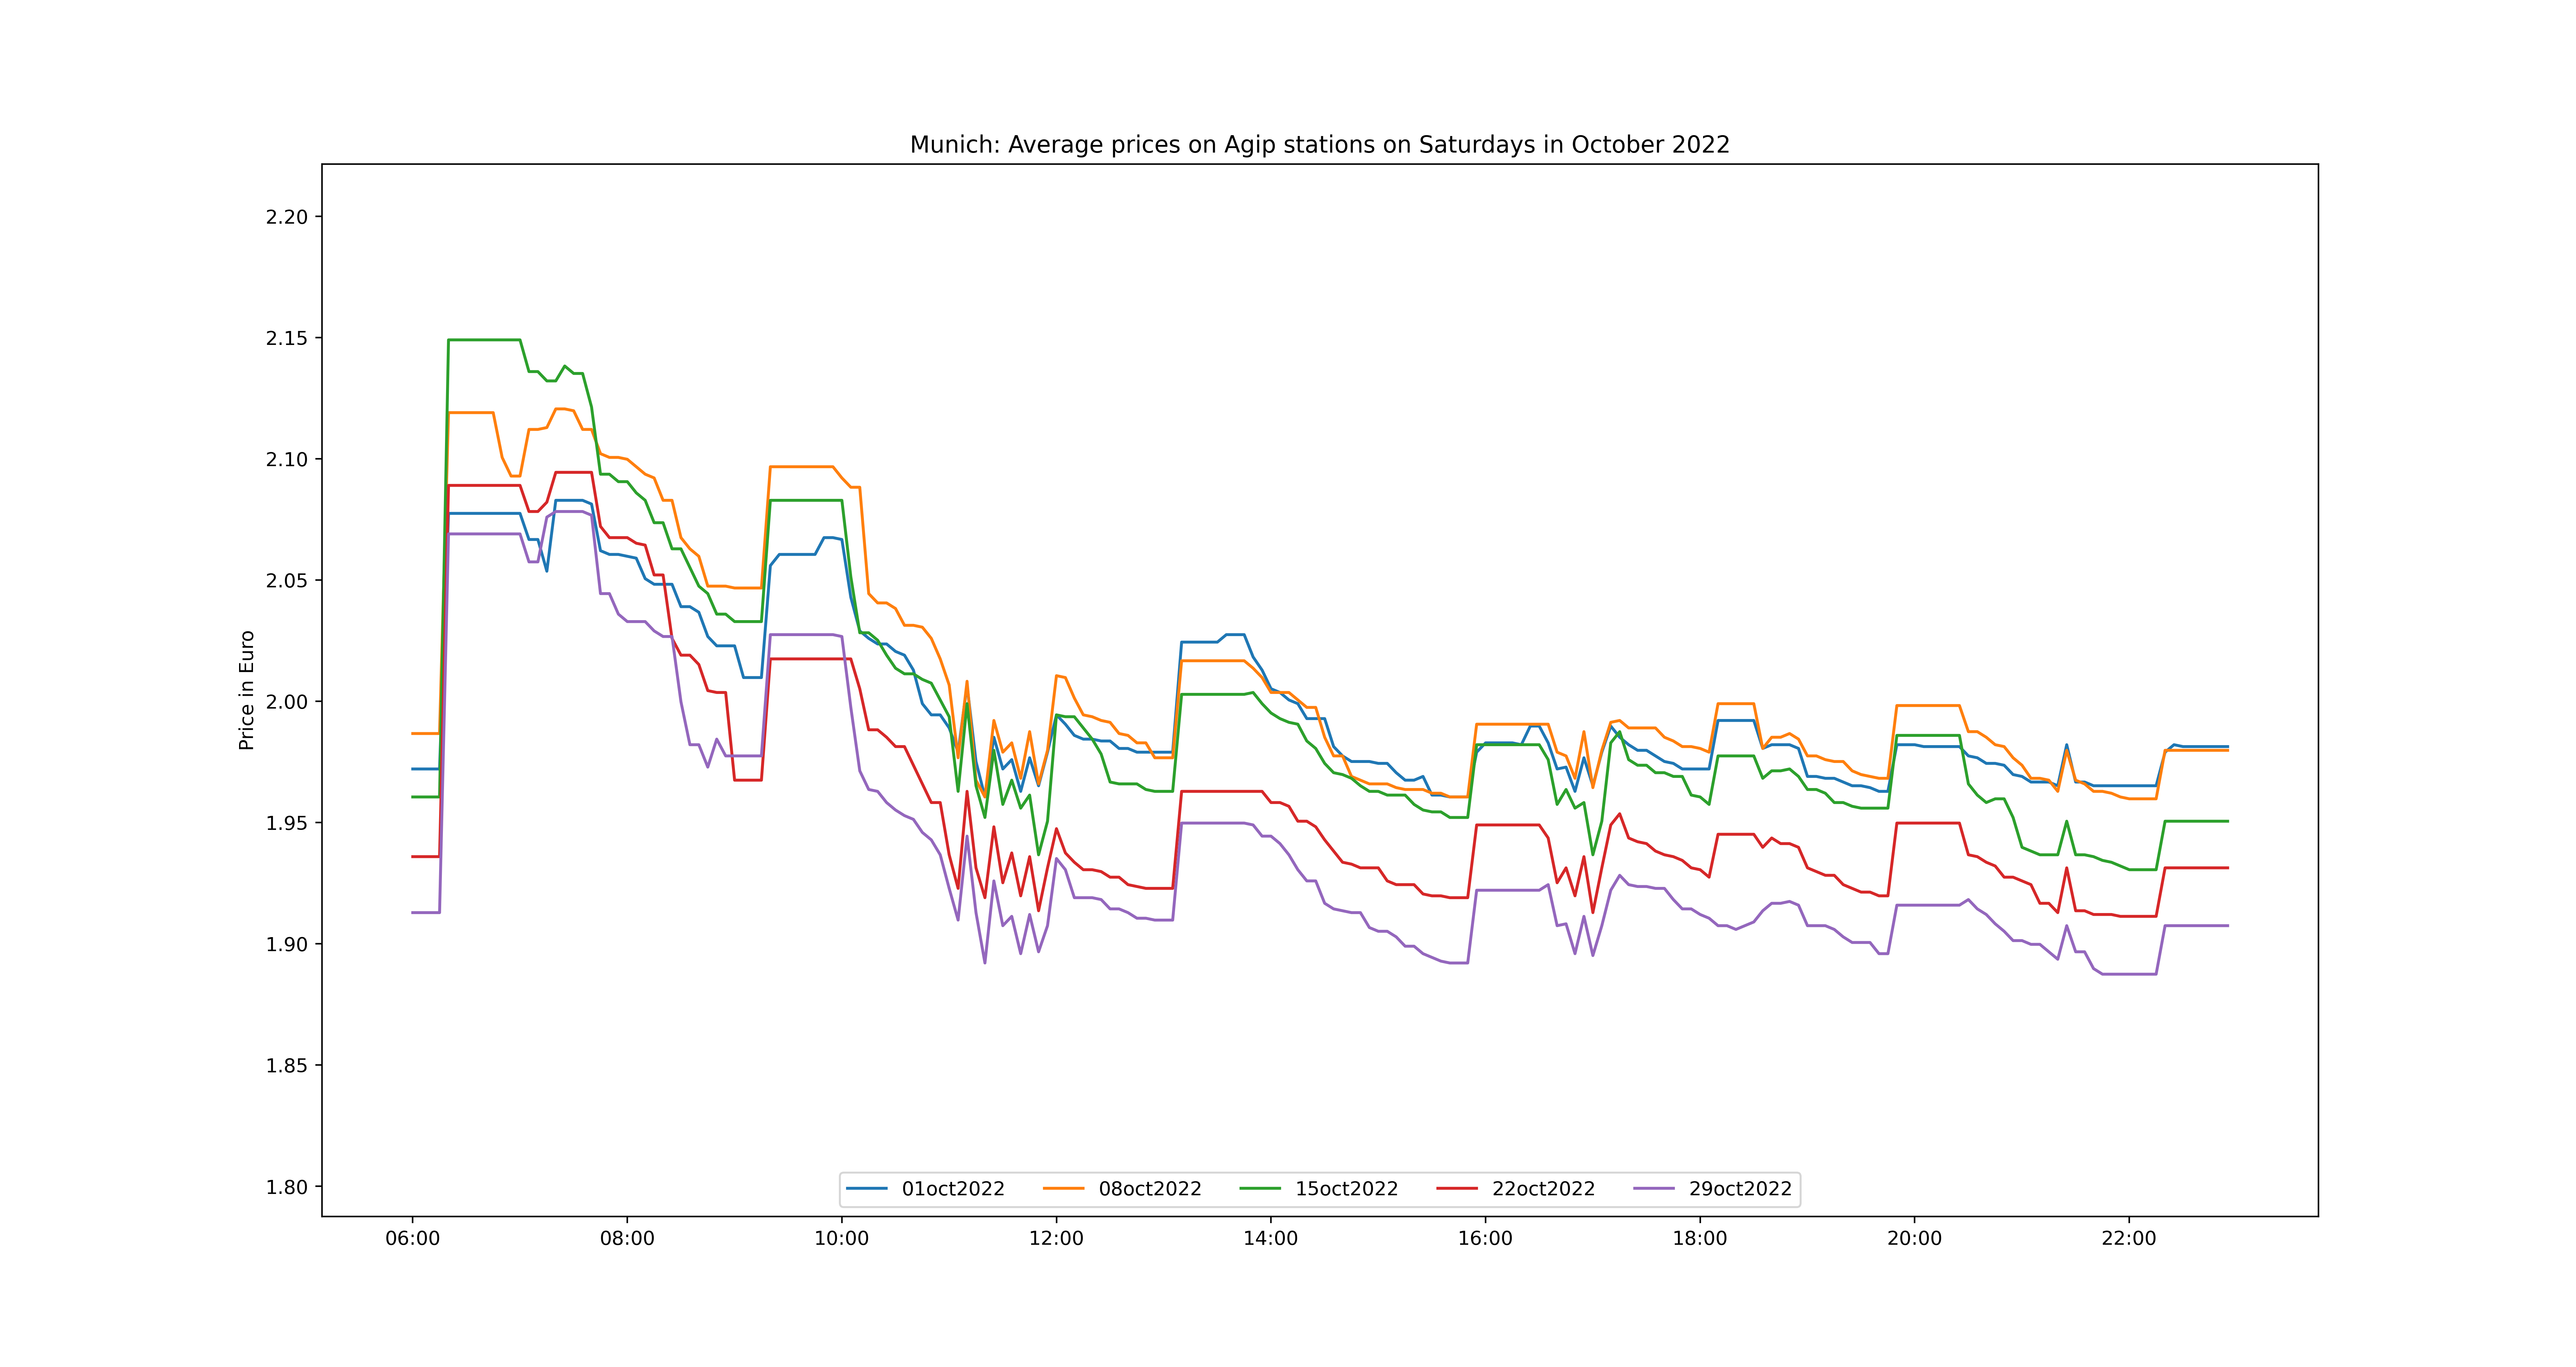 Munich: Average prices on Agip stations on Saturdays in October 2022
Price in Euro
2.20
2.15
2.10
2.05
2.00
1.95
1.90
1.85
1.80
01oct2022 08oct2022 15oct2022 22oct2022 29oct2022
06:00 08:00 10:00 12:00 14:00 16:00 18:00 20:00 22:00